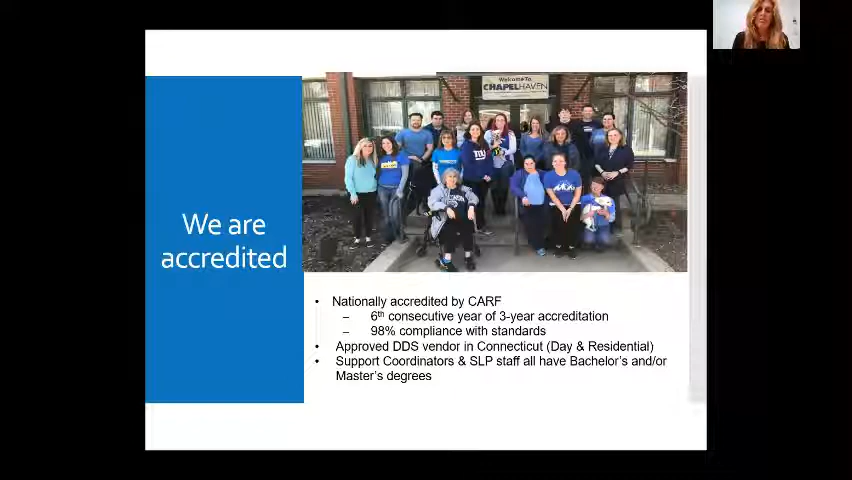 Welcome To
CHAPELHAVEN
We are
accredited
• Nationally accredited by CARF
– 6th consecutive year of 3-year accreditation
– 98% compliance with standards
• Approved DDS vendor in Connecticut (Day & Residential)
• Support Coordinators & SLP staff all have Bachelor's and/or
Master's degrees